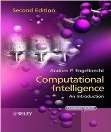 Second Edition
Andries P. Engelbrecht
Computational
Intelligence
An Introduction
WILEY